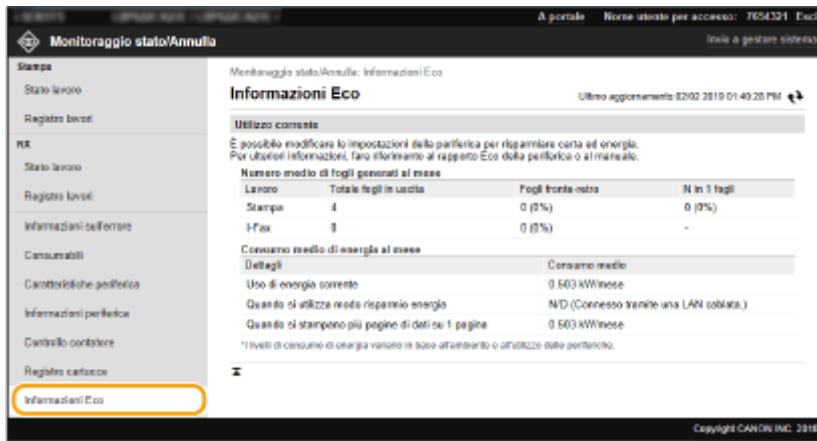 A portale Nome utente per accesso: 7654321 Esci
Monitoraggio stato/Annulla
Invia a gestore sistema
Stampa
Stato lavoro
Registro lavori
RX
Stato lavoro
Registro lavori
Informazioni sull'errore
Consumabili
Caratteristiche periferica
Informazioni periferica
Controllo contatore
Registro cartucce
Informazioni Eco
Monitoraggio stato/Annulla: Informazioni Eco
Informazioni Eco
Ultimo aggiornamento 02/02 2019 01:49:28 PM
Utilizzo corrente
È possibile modificare le impostazioni della periferica per risparmiare carta ed energia.
Per ulteriori informazioni, fare riferimento al rapporto Eco della periferica o al manuale.
Numero medio di fogli generati al mese
Lavoro Totale fogli in uscita Fogli fronte-retro N in 1 fogli
Stampa 4 0 (0%) 0 (0%)
I-Fax 0 0 (0%) -
Consumo medio di energia al mese
Dettagli Consumo medio
Uso di energia corrente 0.503 kW/mese
Quando si utilizza modo risparmio energia N/D (Connesso tramite una LAN cablata.)
Quando si stampano più pagine di dati su 1 pagina 0.503 kW/mese
*I livelli di consumo di energia variano in base all'ambiente e all'utilizzo delle periferiche.
Copyright CANON INC. 2018